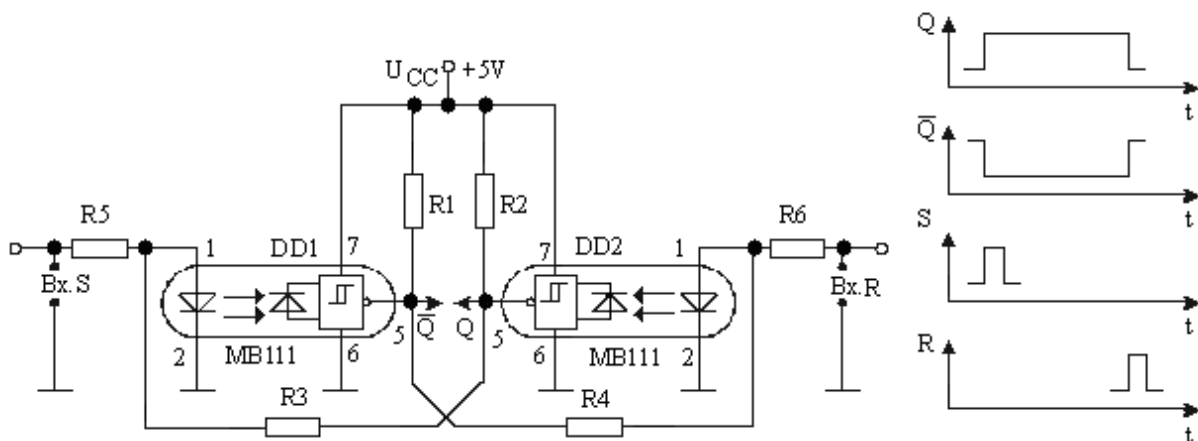 U CC +5V
R1
R2
R5
R6
1
DD1
7
7
DD2
1
Bx.S
Bx.R
2
MB111
6
5
Q̅
Q
5
6
MB111
2
R3
R4
Q
t
Q̅
t
S
t
R
t